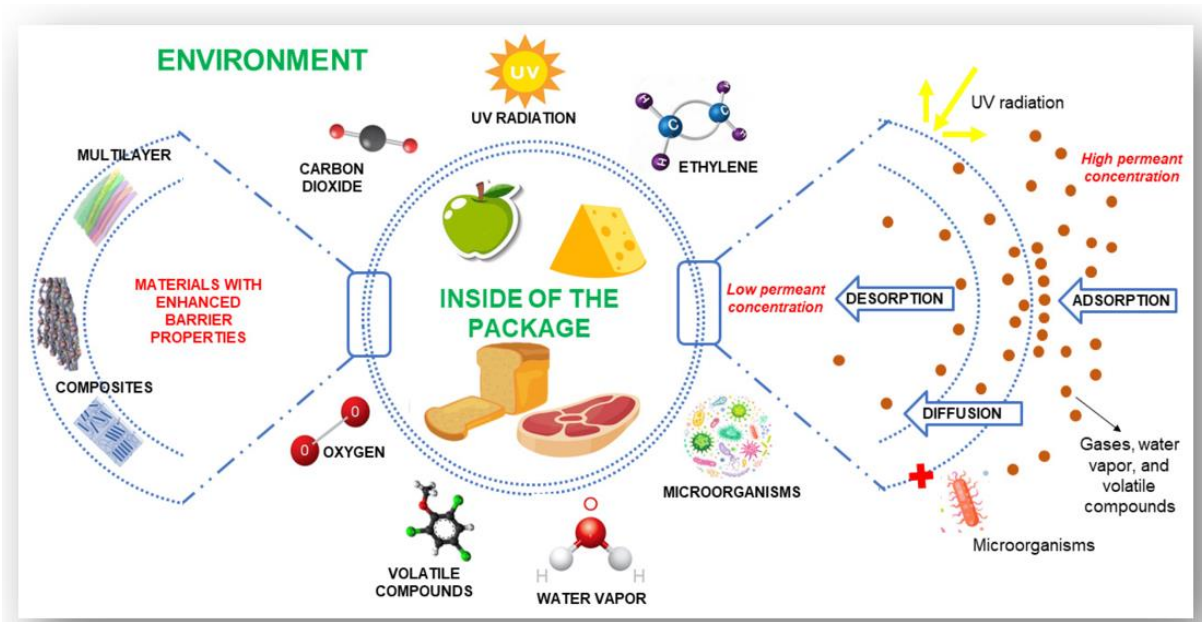 ENVIRONMENT
UV
UV RADIATION
CARBON
DIOXIDE
H
H
C
C
H
H
ETHYLENE
MULTILAYER
MATERIALS WITH
ENHANCED
BARRIER
PROPERTIES
COMPOSITES
INSIDE OF THE
PACKAGE
0
0
OXYGEN
VOLATILE
COMPOUNDS
O
H
H
WATER VAPOR
MICROORGANISMS
UV radiation
High permeant
concentration
Low permeant
concentration
DESORPTION
ADSORPTION
DIFFUSION
Gases, water
vapor, and
volatile
compounds
Microorganisms